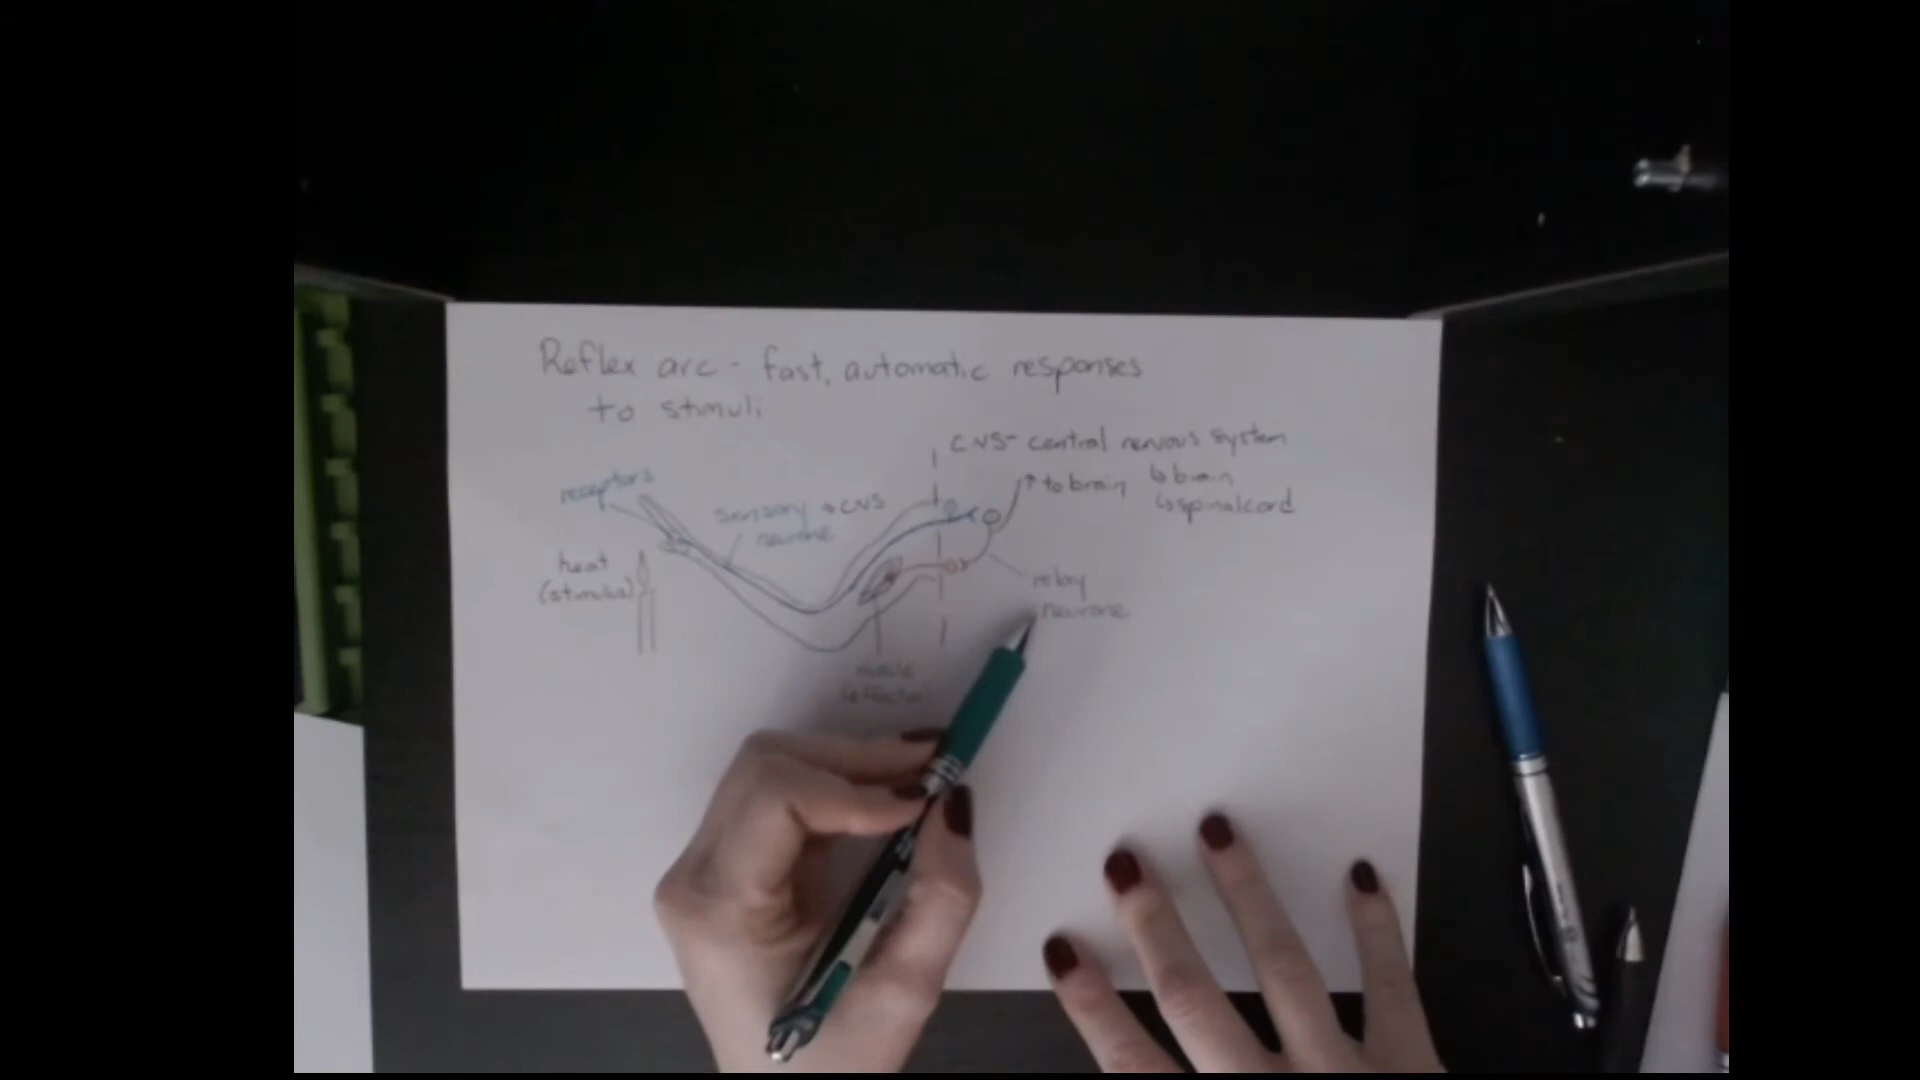 Reflex arc - fast, automatic responses
to stimuli
CNS- central nervous system
↑ to brain ↳ brain
↳ spinal cord
receptors
sensory → CNS
neurone
heat
(stimulus)
relay
neurone
muscle
(effector)